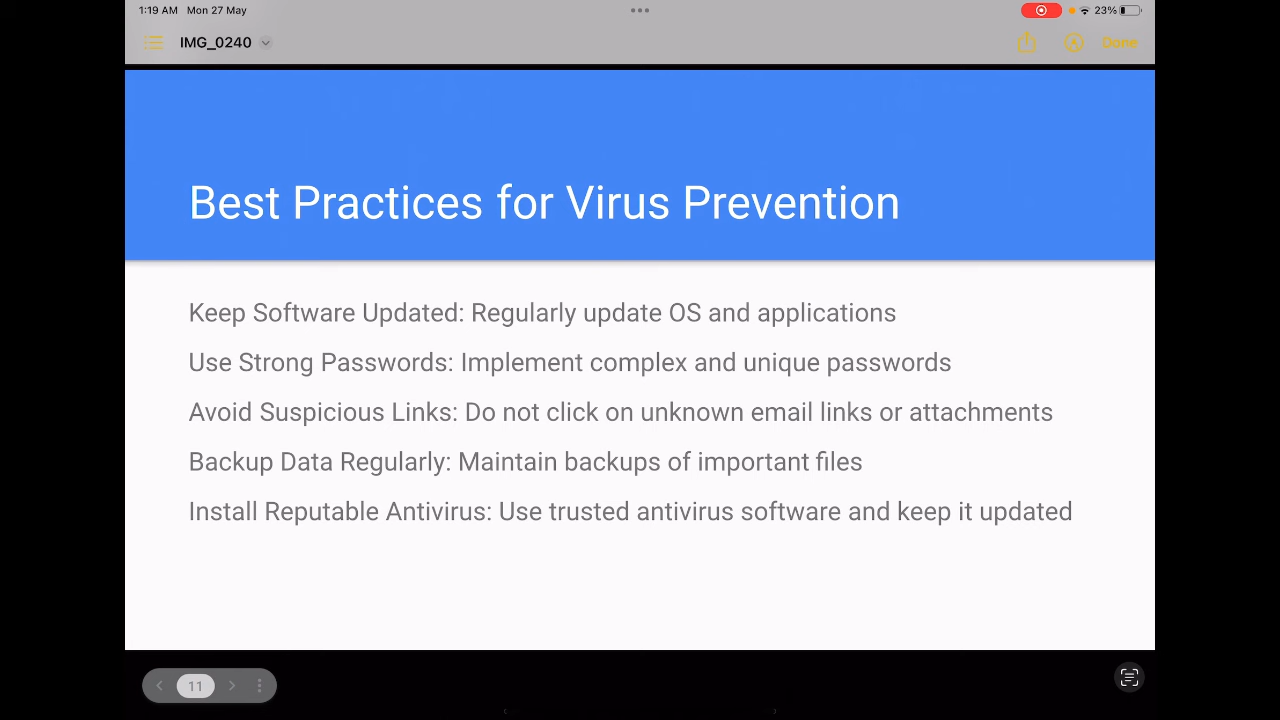 1:19 AM Mon 27 May
23%
IMG_0240
Done
Best Practices for Virus Prevention
Keep Software Updated: Regularly update OS and applications
Use Strong Passwords: Implement complex and unique passwords
Avoid Suspicious Links: Do not click on unknown email links or attachments
Backup Data Regularly: Maintain backups of important files
Install Reputable Antivirus: Use trusted antivirus software and keep it updated
11